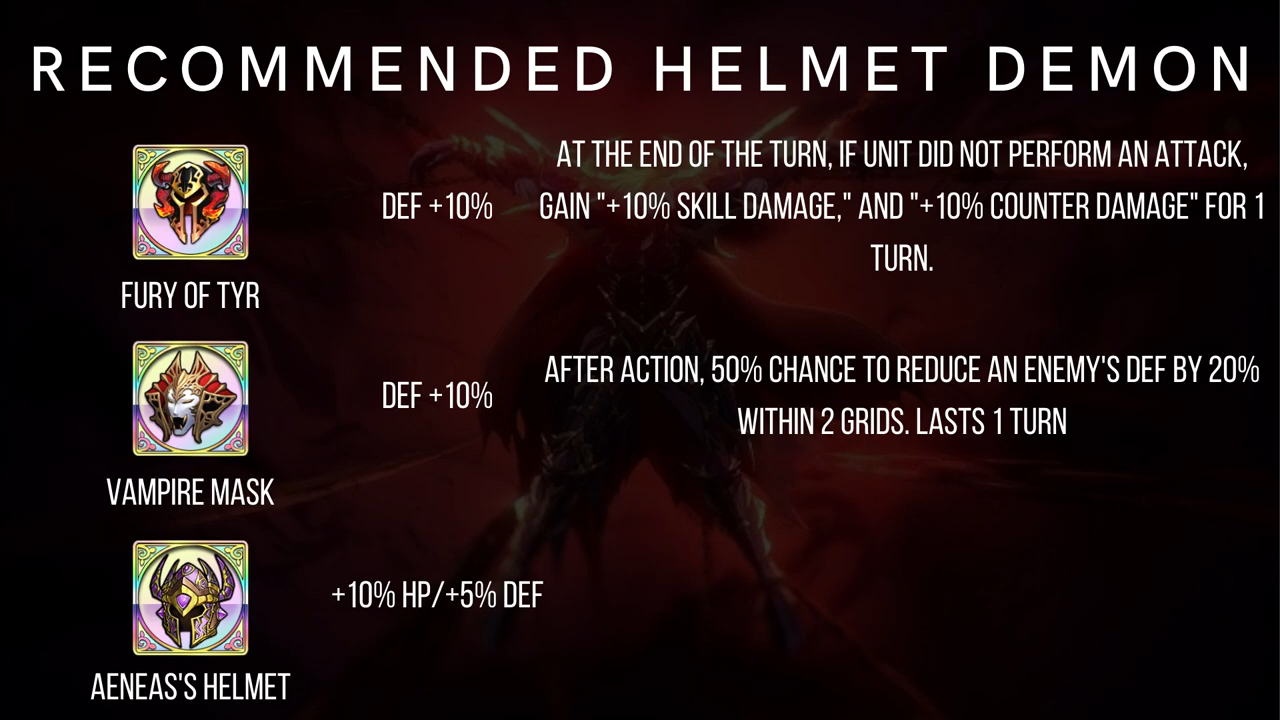 RECOMMENDED HELMET DEMON
AT THE END OF THE TURN, IF UNIT DID NOT PERFORM AN ATTACK,
DEF +10%
GAIN "+10% SKILL DAMAGE," AND "+10% COUNTER DAMAGE" FOR 1
TURN.
FURY OF TYR
AFTER ACTION, 50% CHANCE TO REDUCE AN ENEMY'S DEF BY 20%
DEF +10%
WITHIN 2 GRIDS. LASTS 1 TURN
VAMPIRE MASK
+10% HP/+5% DEF
AENEAS'S HELMET